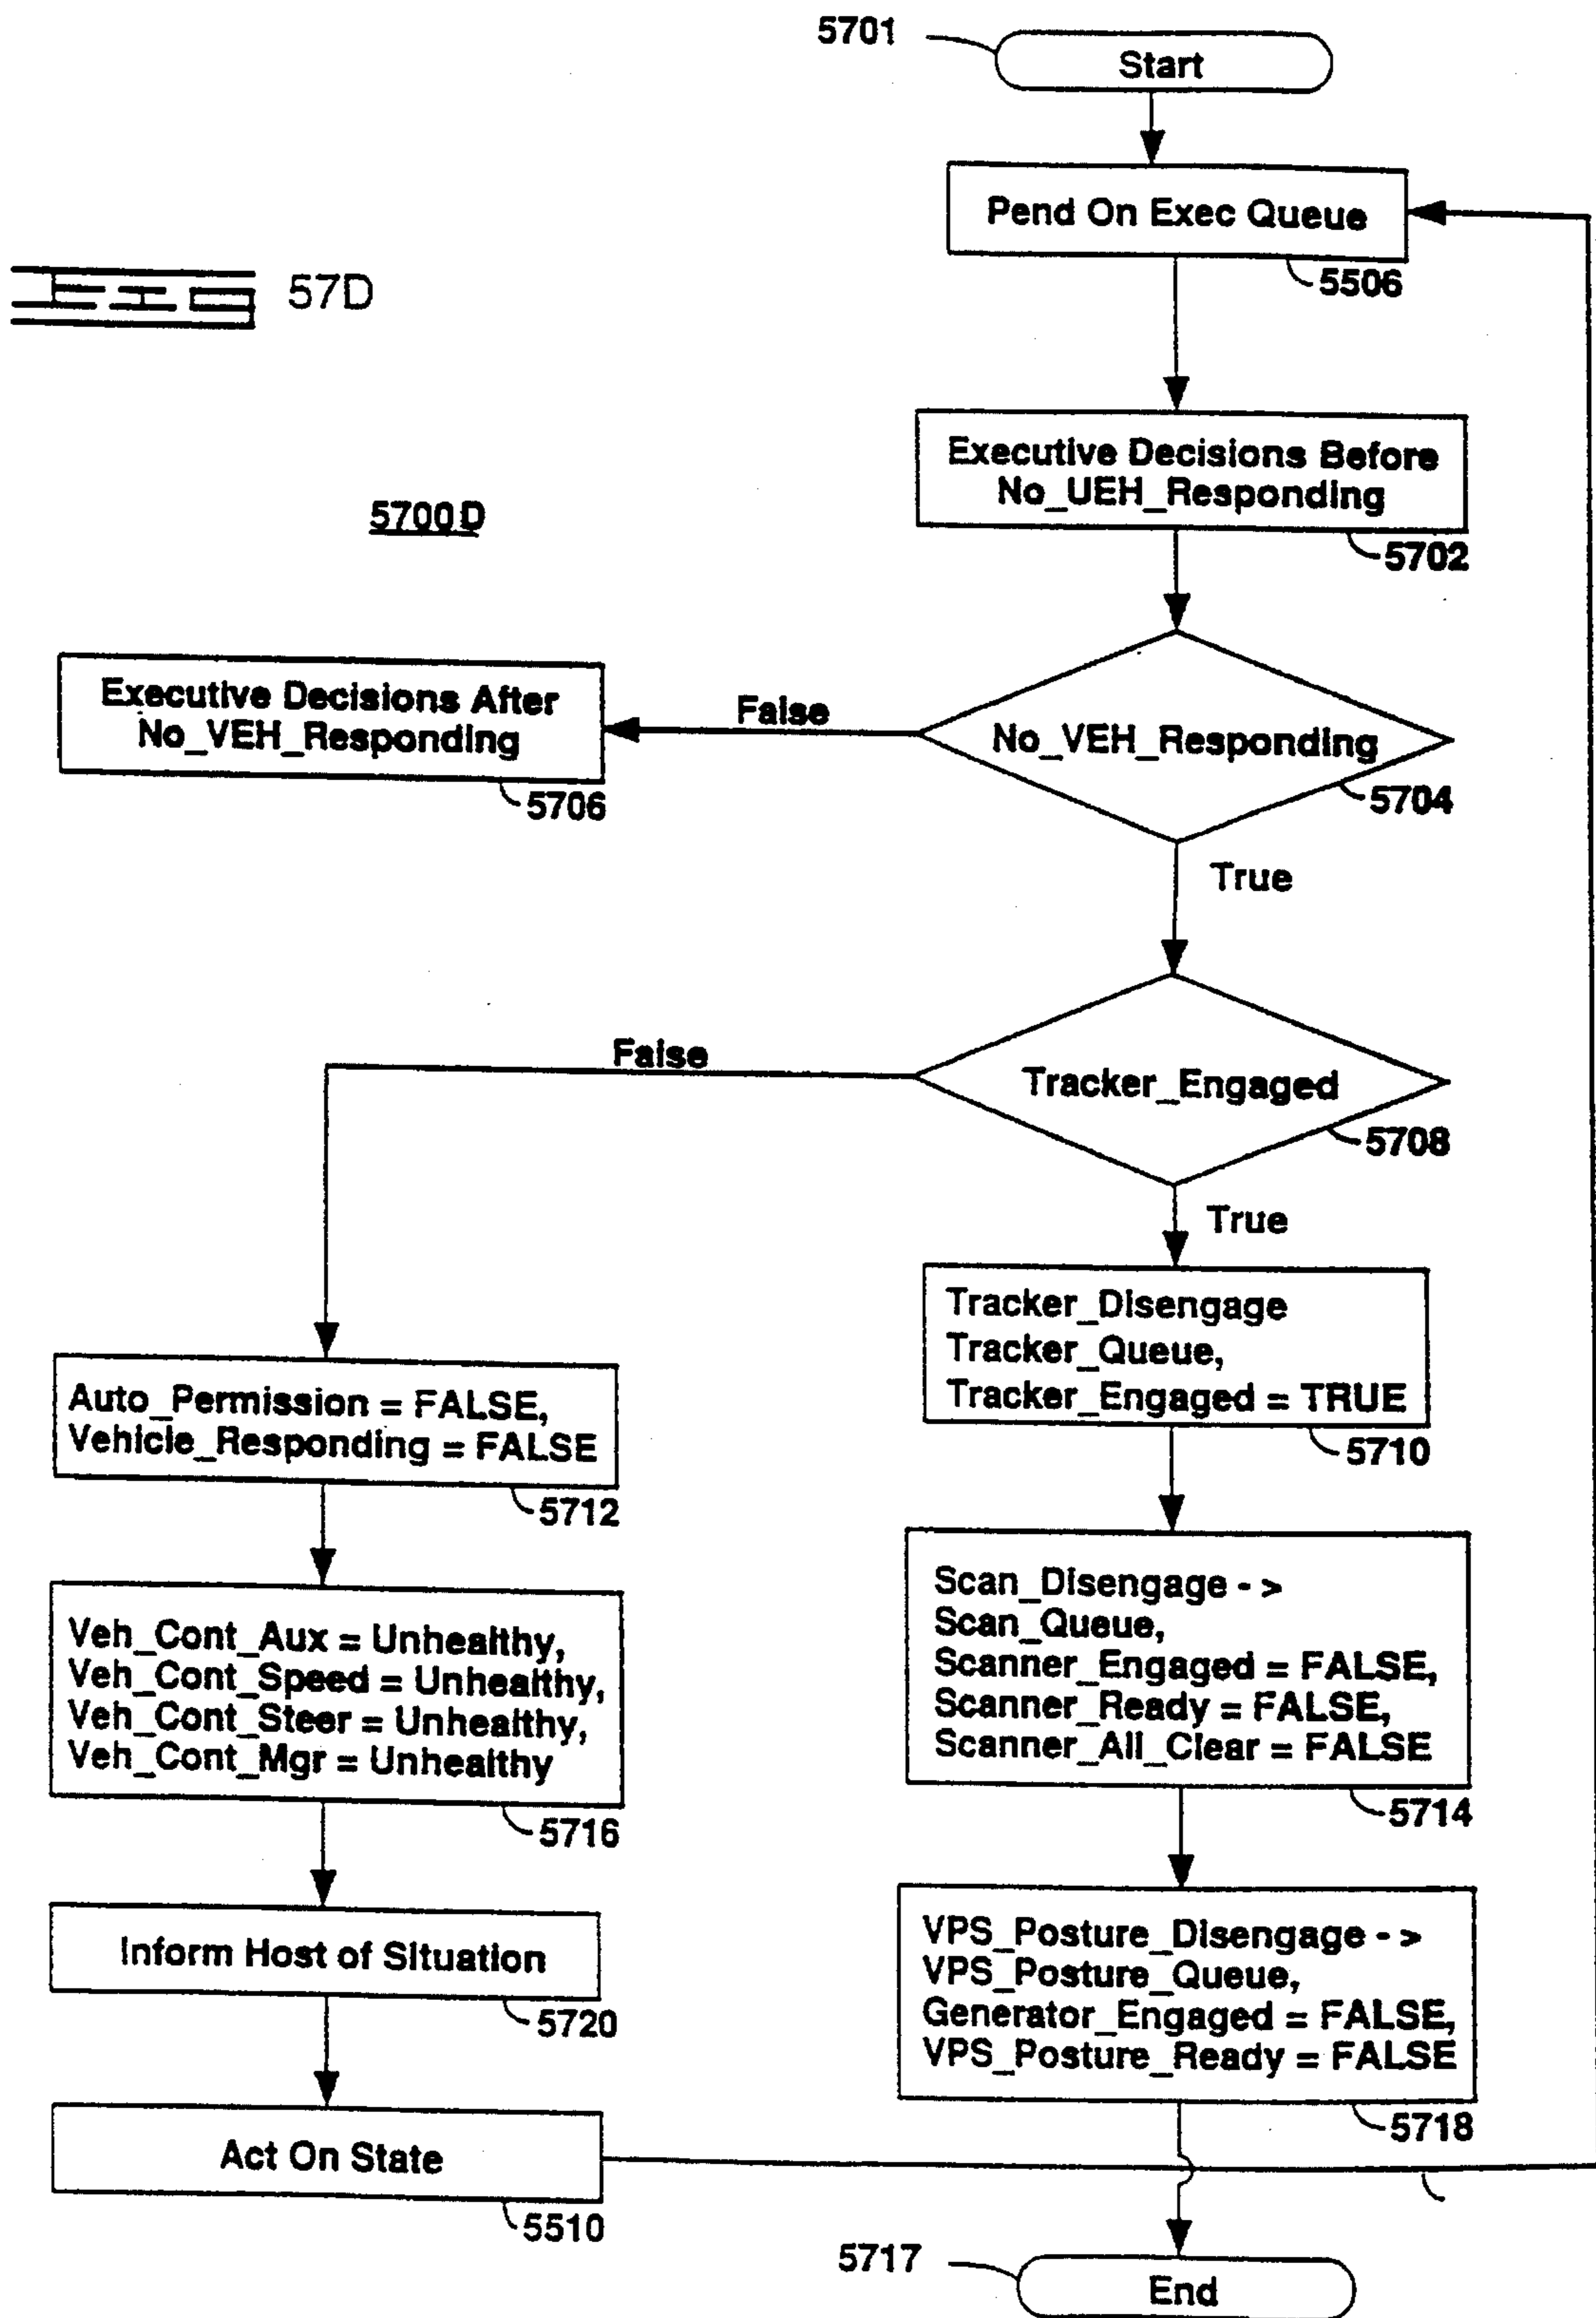 5701
Start
Pend On Exec Queue
5506
57D
Executive Decisions Before
No_UEH_Responding
5702
5700D
Executive Decisions After
No_VEH_Responding
5706
False
No_VEH_Responding
5704
True
False
Tracker_Engaged
5708
True
Tracker_Disengage
Tracker_Queue,
Tracker_Engaged = TRUE
5710
Auto_Permission = FALSE,
Vehicle_Responding = FALSE
5712
Scan_Disengage - >
Scan_Queue,
Scanner_Engaged = FALSE,
Scanner_Ready = FALSE,
Scanner_All_Clear = FALSE
5714
Veh_Cont_Aux = Unhealthy,
Veh_Cont_Speed = Unhealthy,
Veh_Cont_Steer = Unhealthy,
Veh_Cont_Mgr = Unhealthy
5716
VPS_Posture_Disengage - >
VPS_Posture_Queue,
Generator_Engaged = FALSE,
VPS_Posture_Ready = FALSE
5718
Inform Host of Situation
5720
Act On State
5510
5717
End